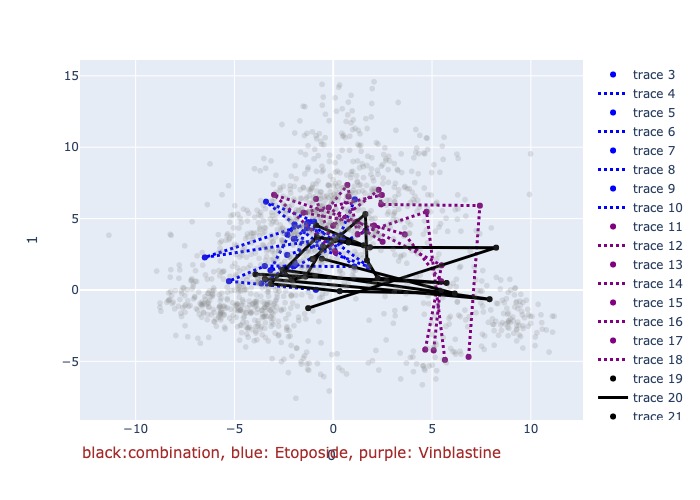 15
10
5
0
−5
1
−10
−5
0
5
10
0
black:combination, blue: Etoposide, purple: Vinblastine
trace 3
trace 4
trace 5
trace 6
trace 7
trace 8
trace 9
trace 10
trace 11
trace 12
trace 13
trace 14
trace 15
trace 16
trace 17
trace 18
trace 19
trace 20
trace 21